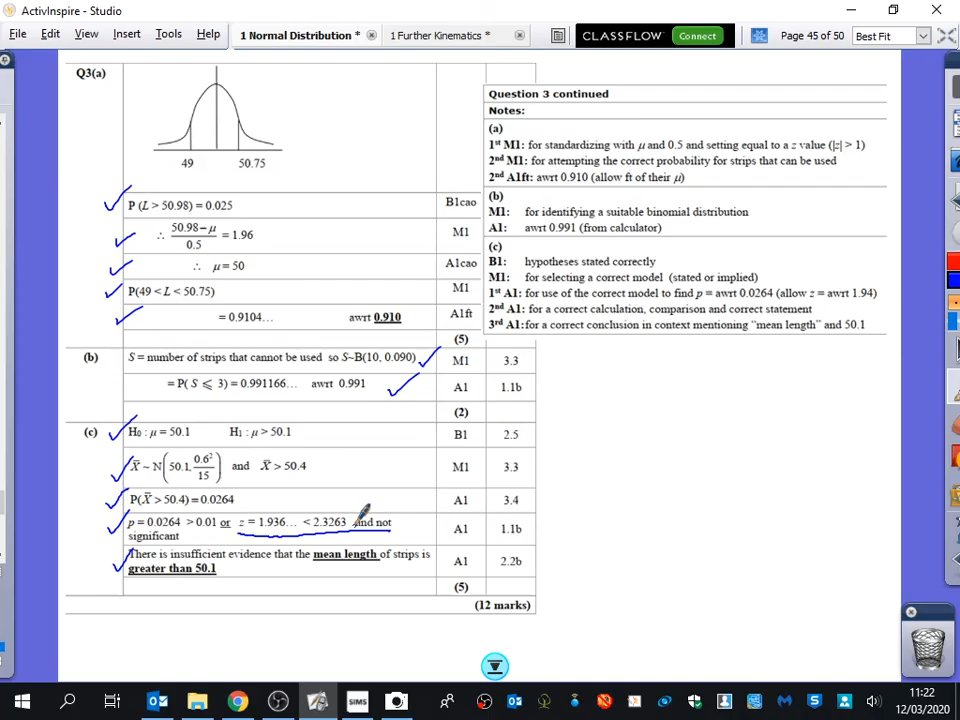 ActivInspire - Studio
File Edit View Insert Tools Help
1 Normal Distribution *
1 Further Kinematics *
CLASSFLOW Connect
Page 45 of 50
Best Fit
Q3(a)
49 50.75
P (L > 50.98) = 0.025 B1cao
∴ (50.98 − μ)/0.5 = 1.96 M1
∴ μ = 50 A1cao
P(49 < L < 50.75) M1
= 0.9104… awrt 0.910 A1ft
(5)
(b) S = number of strips that cannot be used so S~B(10, 0.090) M1 3.3
= P( S ⩽ 3) = 0.991166… awrt 0.991 A1 1.1b
(2)
(c) H0 : μ = 50.1 H1 : μ > 50.1 B1 2.5
X̄ ~ N(50.1, 0.6²/15) and X̄ > 50.4 M1 3.3
P(X̄ > 50.4) = 0.0264 A1 3.4
p = 0.0264 > 0.01 or z = 1.936… < 2.3263 and not
significant A1 1.1b
There is insufficient evidence that the mean length of strips is
greater than 50.1 A1 2.2b
(5)
(12 marks)
Question 3 continued
Notes:
(a)
1st M1: for standardizing with μ and 0.5 and setting equal to a z value (|z| > 1)
2nd M1: for attempting the correct probability for strips that can be used
2nd A1ft: awrt 0.910 (allow ft of their μ)
(b)
M1: for identifying a suitable binomial distribution
A1: awrt 0.991 (from calculator)
(c)
B1: hypotheses stated correctly
M1: for selecting a correct model (stated or implied)
1st A1: for use of the correct model to find p = awrt 0.0264 (allow z = awrt 1.94)
2nd A1: for a correct calculation, comparison and correct statement
3rd A1:for a correct conclusion in context mentioning “mean length” and 50.1
SIMS
11:22
12/03/2020